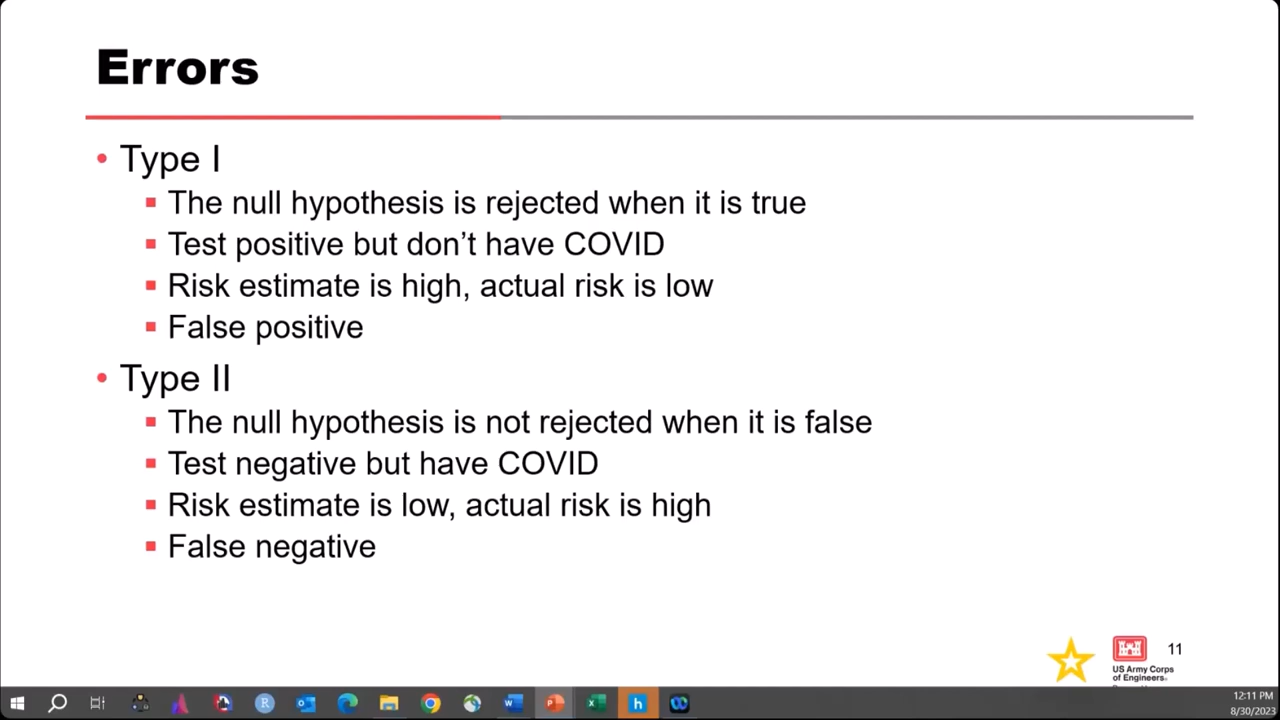 Errors
• Type I
▪ The null hypothesis is rejected when it is true
▪ Test positive but don’t have COVID
▪ Risk estimate is high, actual risk is low
▪ False positive
• Type II
▪ The null hypothesis is not rejected when it is false
▪ Test negative but have COVID
▪ Risk estimate is low, actual risk is high
▪ False negative
11
US Army Corps
of Engineers®
12:11 PM
8/30/2023